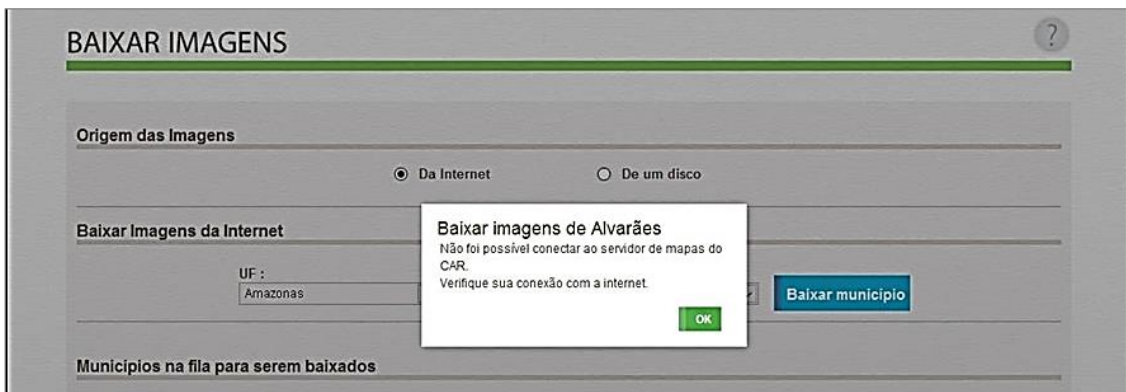 BAIXAR IMAGENS
?
Origem das Imagens
Da Internet
De um disco
Baixar Imagens da Internet
Baixar imagens de Alvarães
Não foi possível conectar ao servidor de mapas do
CAR.
Verifique sua conexão com a internet.
OK
UF :
Amazonas
Baixar município
Municípios na fila para serem baixados